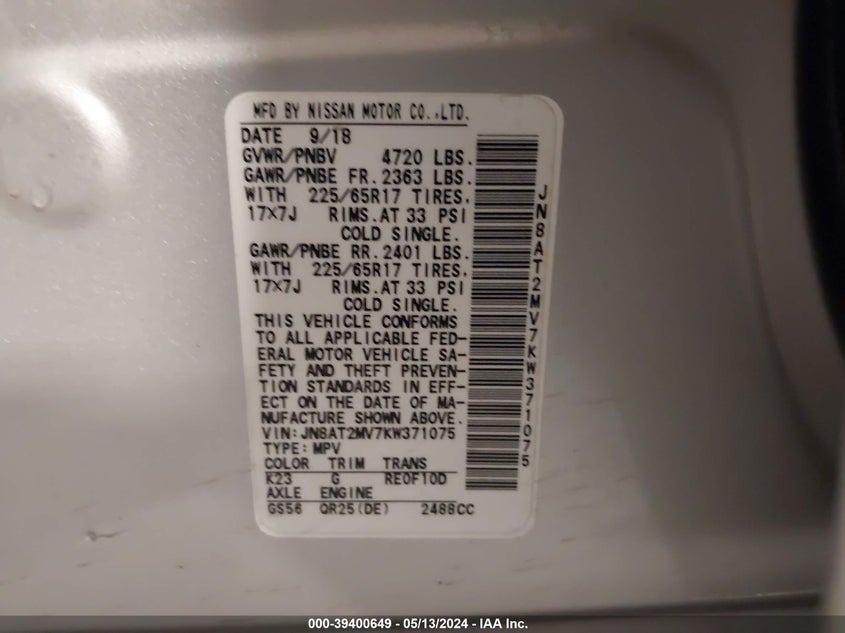 MFD BY NISSAN MOTOR CO.,LTD.
DATE 9/18
GVWR/PNBV 4720 LBS.
GAWR/PNBE FR. 2363 LBS.
WITH 225/65R17 TIRES.
17×7J RIMS.AT 33 PSI
COLD SINGLE.
GAWR/PNBE RR. 2401 LBS.
WITH 225/65R17 TIRES.
17×7J RIMS.AT 33 PSI
COLD SINGLE.
THIS VEHICLE CONFORMS
TO ALL APPLICABLE FED-
ERAL MOTOR VEHICLE SA-
FETY AND THEFT PREVEN-
TION STANDARDS IN EFF-
ECT ON THE DATE OF MA-
NUFACTURE SHOWN ABOVE.
VIN:JN8AT2MV7KW371075
TYPE:MPV
COLOR TRIM TRANS
K23 G RE0F10D
AXLE ENGINE
GS56 QR25(DE) 2488CC
JN8AT2MV7KW371075
000-39400649 - 05/13/2024 - IAA Inc.